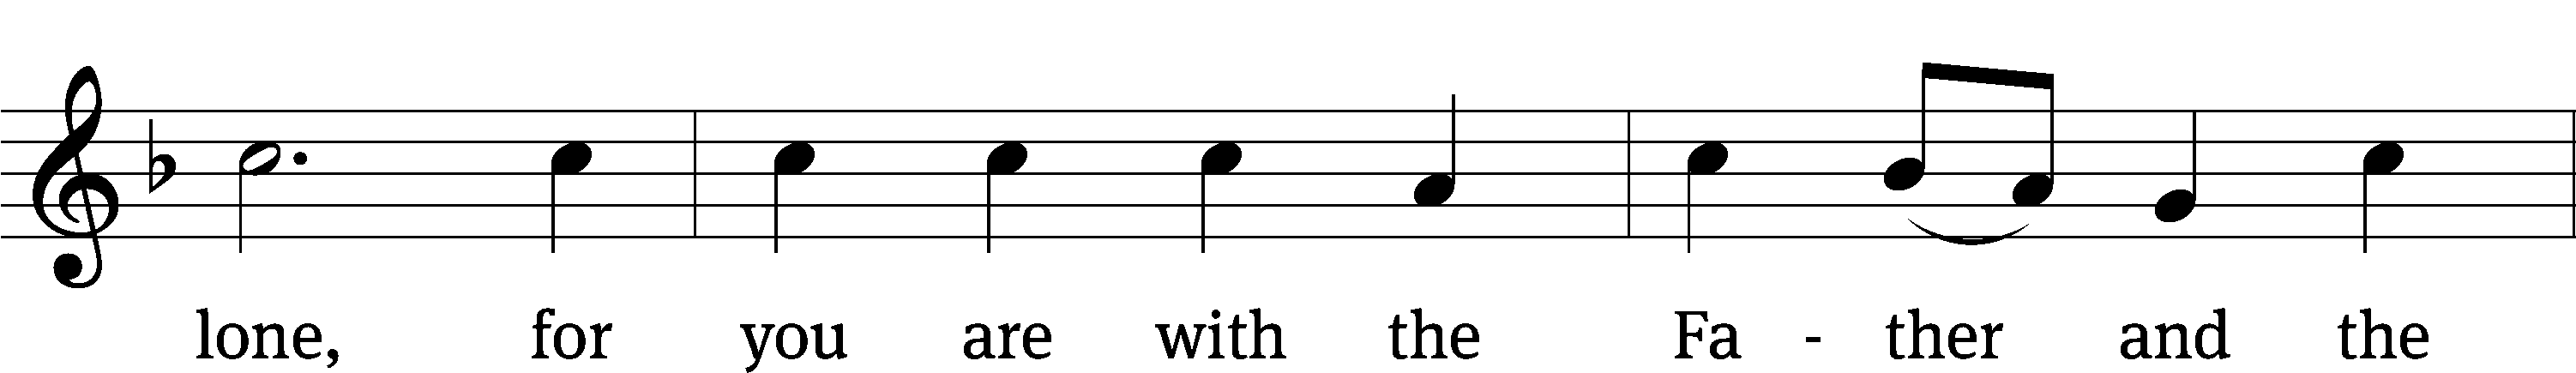 lone, for you are with the Fa - ther and the